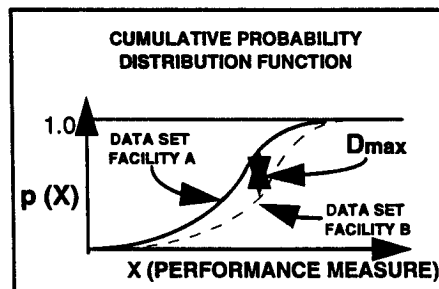 CUMULATIVE PROBABILITY
DISTRIBUTION FUNCTION
1.0
DATA SET
FACILITY A
Dmax
p (X)
DATA SET
FACILITY B
X (PERFORMANCE MEASURE)